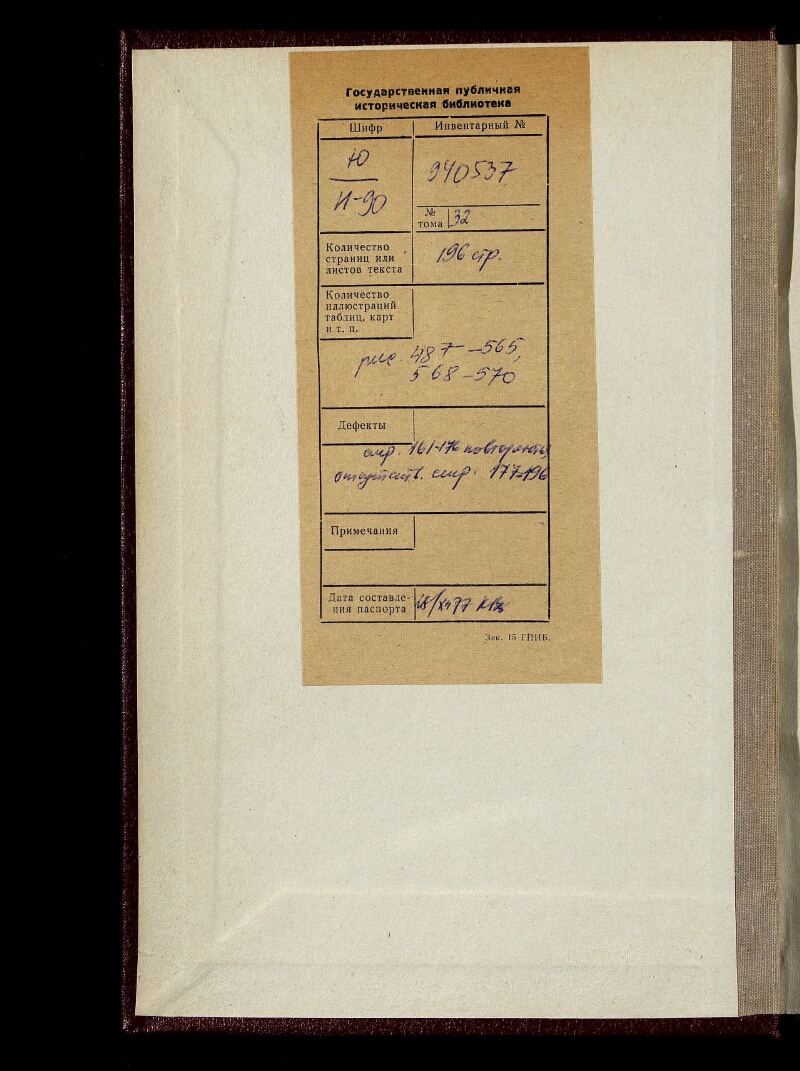 Государственная публичная
историческая библиотека
Шифр
Инвентарный №
Ю
И-90
940537
№
тома
32
Количество
страниц или
листов текста
196 стр.
Количество
иллюстраций
таблиц, карт
и т. п.
рис. 487-565,
568-570
Дефекты
стр. 161-176 повторяются
отсутств. стр. 177-196
Примечания
Дата составле-
ния паспорта
Зак. 15 ГПИБ.